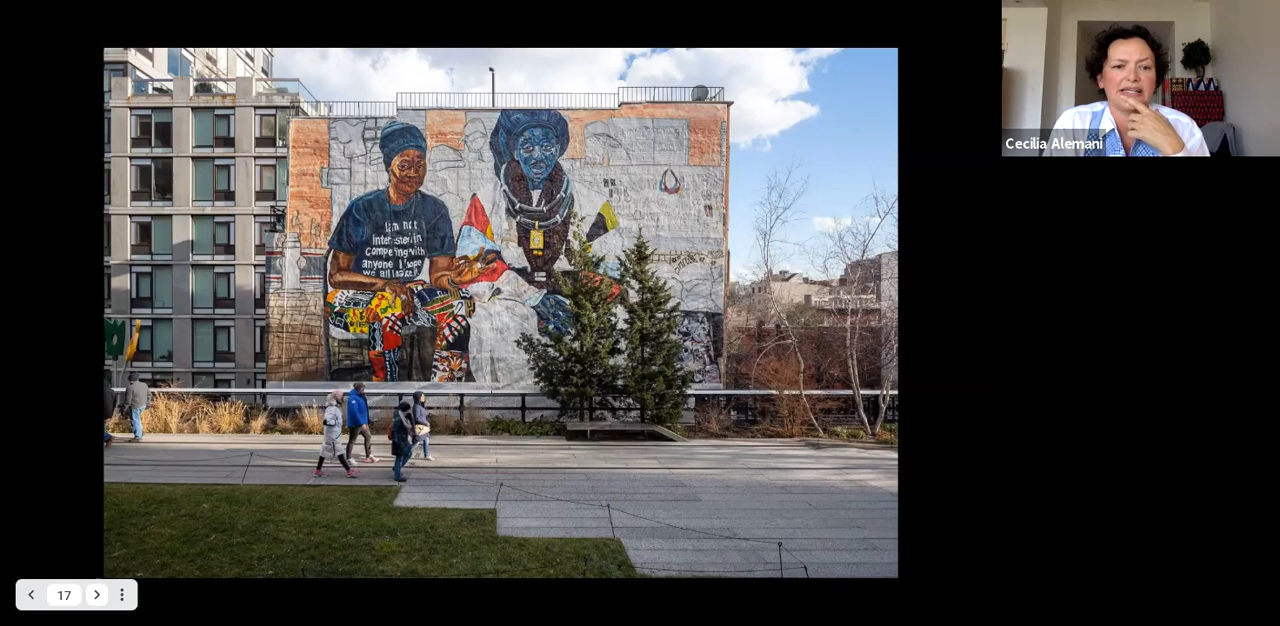 Cecilia Alemani
I am not
interested in
competing with
anyone I hope
we all make it
17